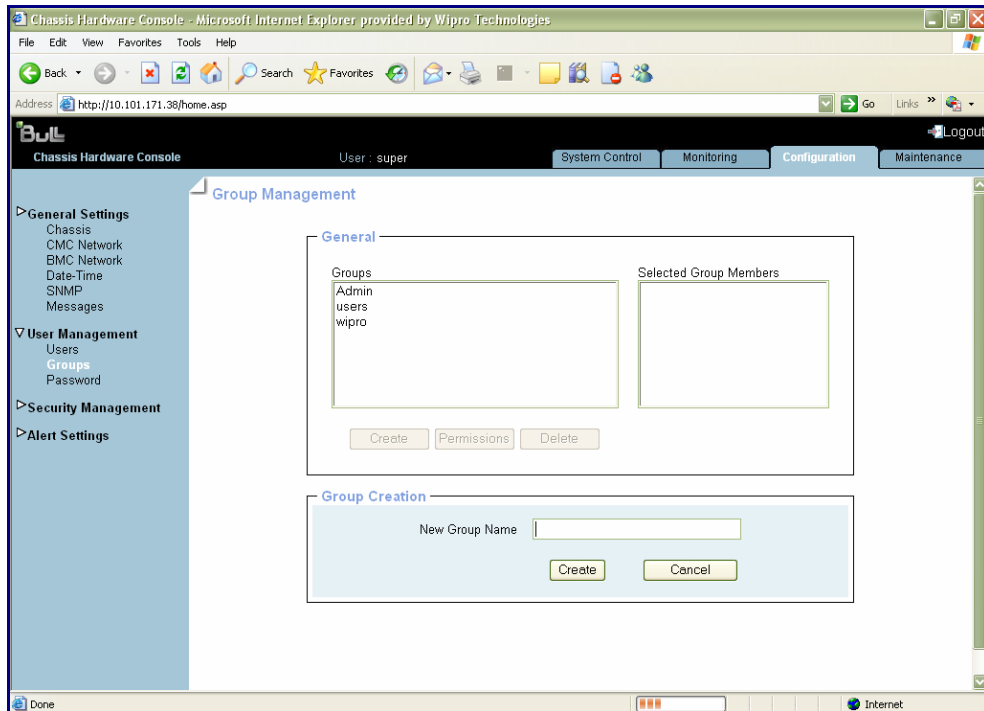 Chassis Hardware Console - Microsoft Internet Explorer provided by Wipro Technologies
File Edit View Favorites Tools Help
Back Search Favorites
Address http://10.101.171.38/home.asp Go Links »
Bull Logout
Chassis Hardware Console User : super System Control Monitoring Configuration Maintenance
Group Management
General Settings
Chassis
CMC Network
BMC Network
Date-Time
SNMP
Messages
User Management
Users
Groups
Password
Security Management
Alert Settings
General
Groups Selected Group Members
Admin
users
wipro
Create Permissions Delete
Group Creation
New Group Name
Create Cancel
Done Internet